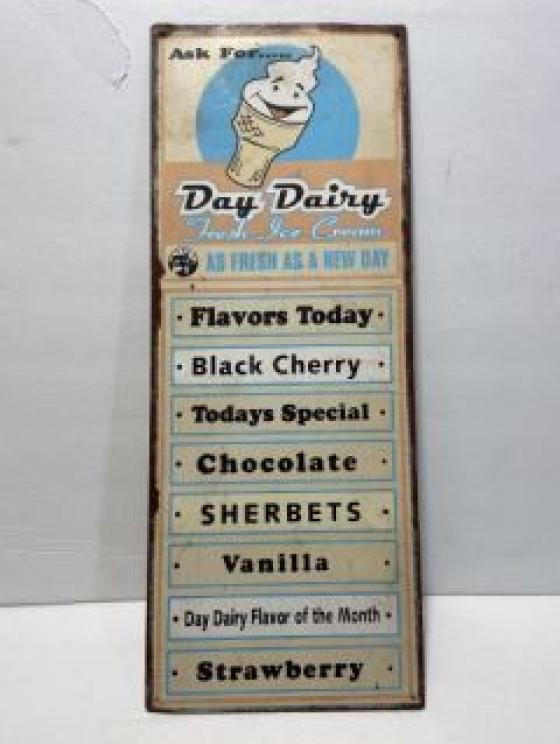 Ask For.....
Day Dairy
Fresh Ice Cream
AS FRESH AS A NEW DAY
Flavors Today
Black Cherry
Todays Special
Chocolate
SHERBETS
Vanilla
Day Dairy Flavor of the Month
Strawberry